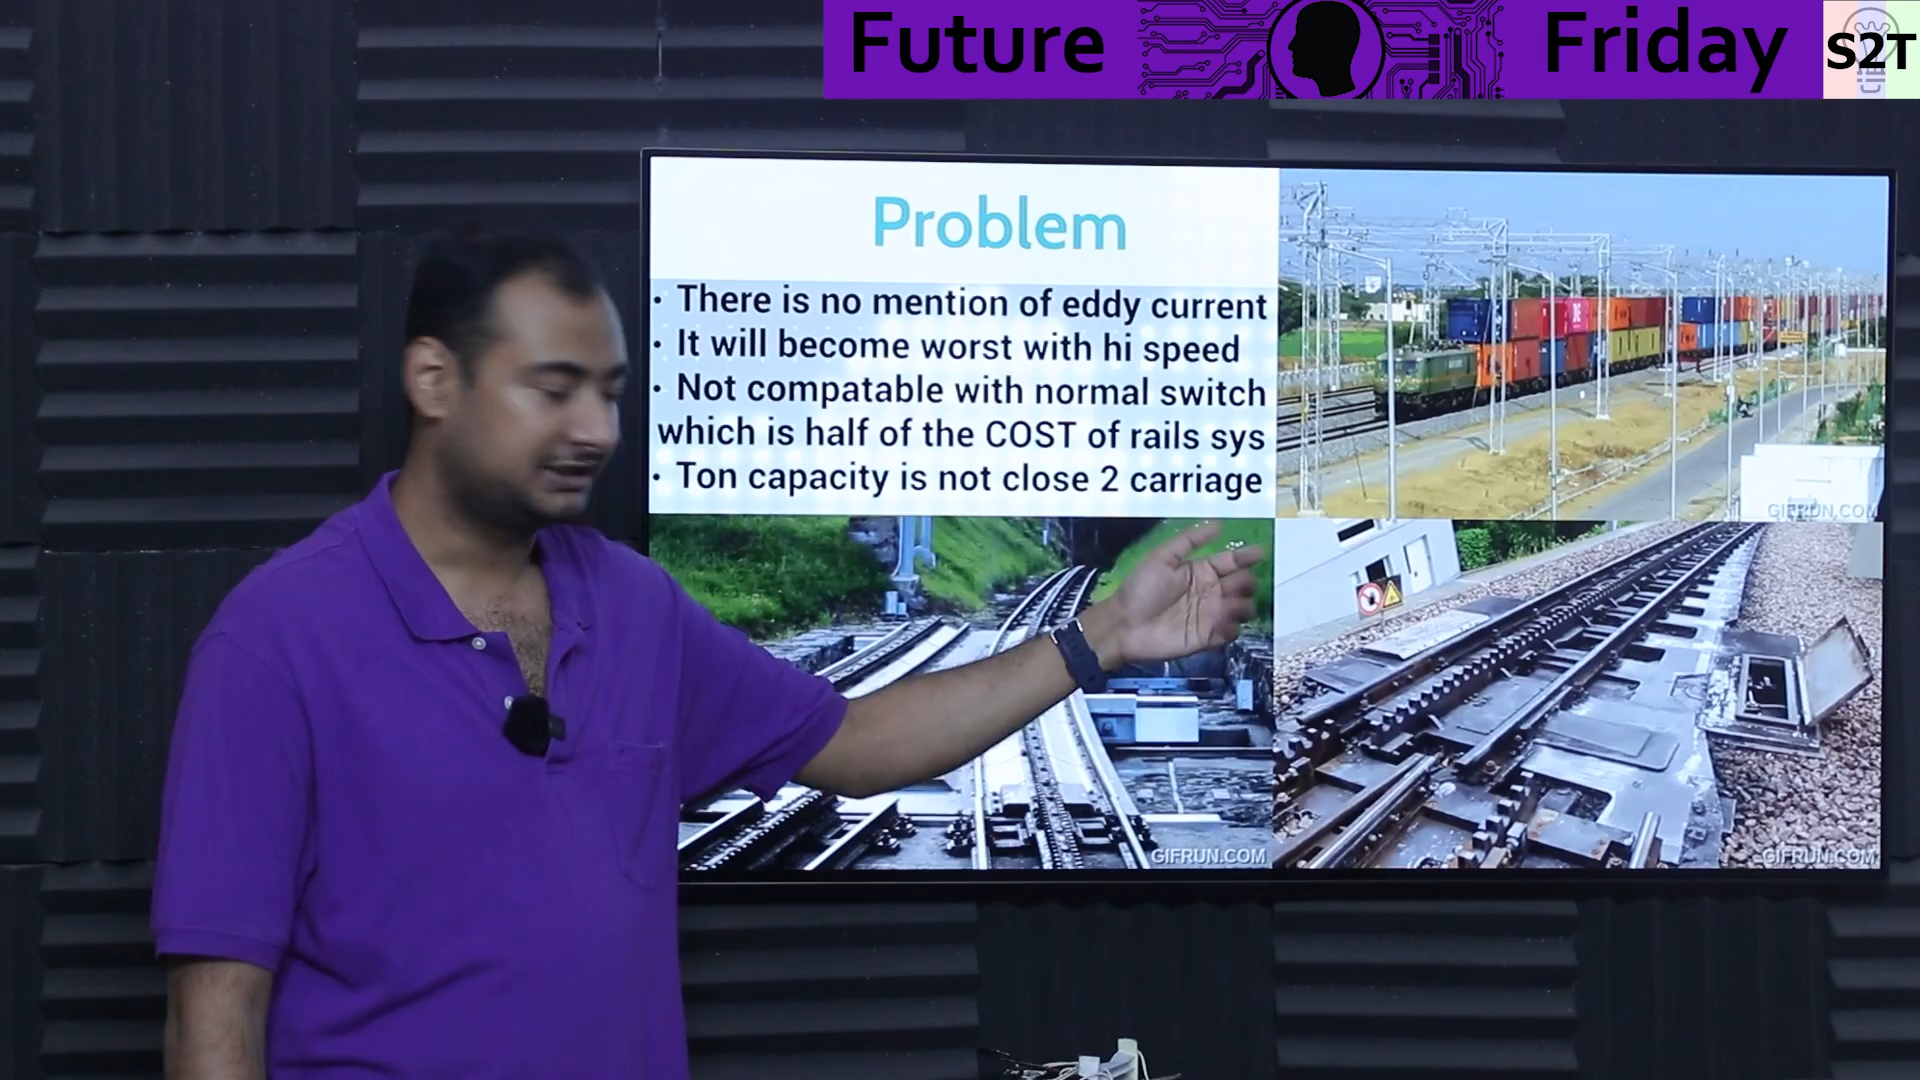 Future Friday
S2T
Problem
• There is no mention of eddy current
• It will become worst with hi speed
• Not compatable with normal switch
which is half of the COST of rails sys
• Ton capacity is not close 2 carriage
GIFRUN.COM
GIFRUN.COM
GIFRUN.COM